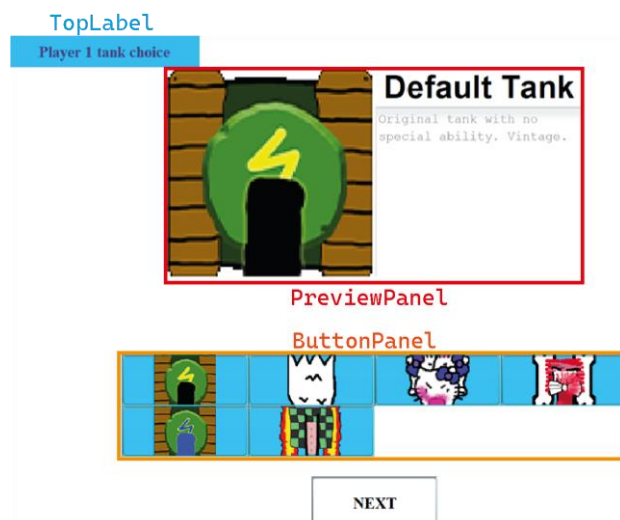 TopLabel
Player 1 tank choice
Default Tank
Original tank with no
special ability. Vintage.
PreviewPanel
ButtonPanel
NEXT